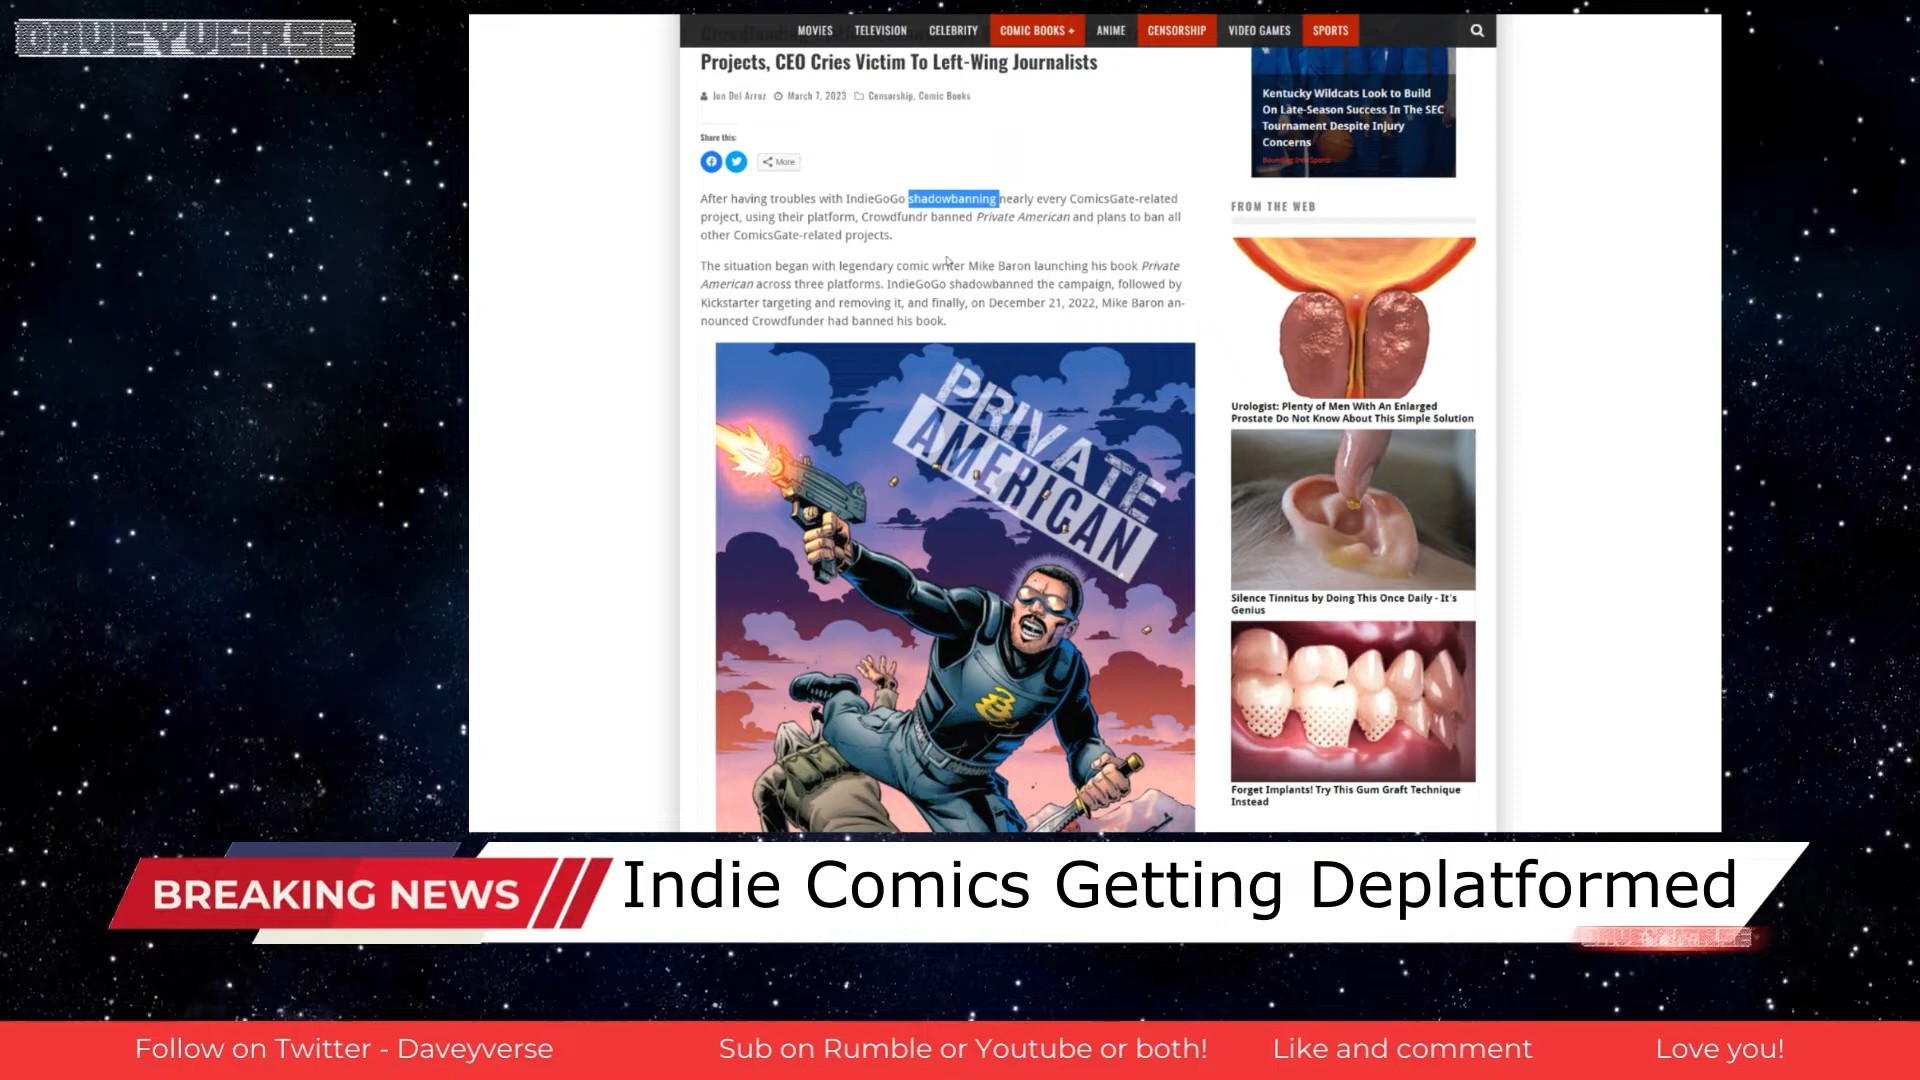 DAVEYVERSE
MOVIES TELEVISION CELEBRITY COMIC BOOKS + ANIME CENSORSHIP VIDEO GAMES SPORTS
Projects, CEO Cries Victim To Left-Wing Journalists
Jon Del Arroz March 7, 2023 Censorship, Comic Books
Share this:
More
After having troubles with IndieGoGo shadowbanning nearly every ComicsGate-related
project, using their platform, Crowdfundr banned Private American and plans to ban all
other ComicsGate-related projects.
The situation began with legendary comic writer Mike Baron launching his book Private
American across three platforms. IndieGoGo shadowbanned the campaign, followed by
Kickstarter targeting and removing it, and finally, on December 21, 2022, Mike Baron an-
nounced Crowdfunder had banned his book.
PRIVATE
AMERICAN
Kentucky Wildcats Look to Build
On Late-Season Success In The SEC
Tournament Despite Injury
Concerns
Bounding Into Sports
FROM THE WEB
Urologist: Plenty of Men With An Enlarged
Prostate Do Not Know About This Simple Solution
Silence Tinnitus by Doing This Once Daily - It's
Genius
Forget Implants! Try This Gum Graft Technique
Instead
BREAKING NEWS
Indie Comics Getting Deplatformed
Follow on Twitter - Daveyverse Sub on Rumble or Youtube or both! Like and comment Love you!